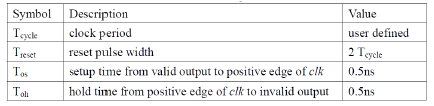 Symbol Description Value
Tcycle clock period user defined
Treset reset pulse width 2 Tcycle
Tos setup time from valid output to positive edge of clk 0.5ns
Toh hold time from positive edge of clk to invalid output 0.5ns